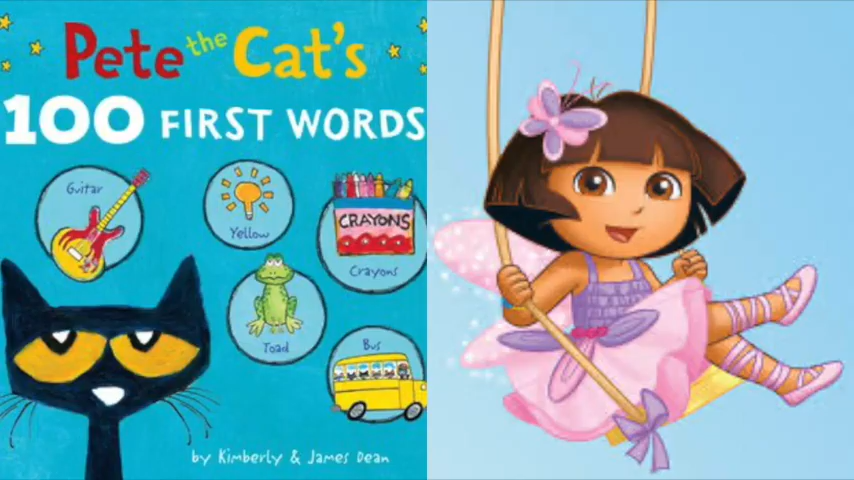 Pete the Cat's
100 FIRST WORDS
Guitar
Yellow
CRAYONS
Crayons
Toad
Bus
by Kimberly & James Dean